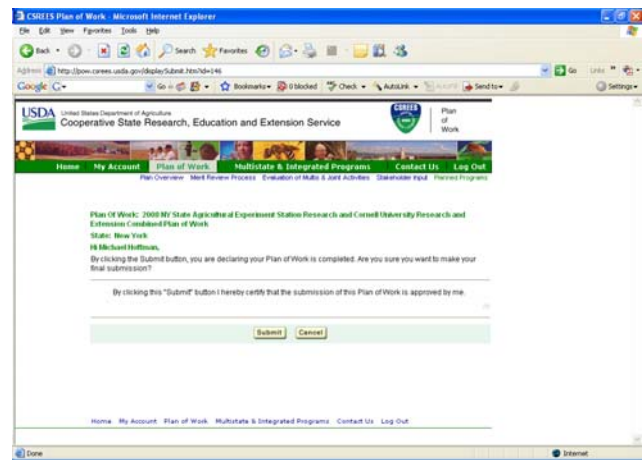 CSREES Plan of Work - Microsoft Internet Explorer
File Edit View Favorites Tools Help
Back Search Favorites
Address http://pow.csrees.usda.gov/displaySubmit.htm?id=146 Go Links
Google G Go Bookmarks 0 blocked Check AutoLink Send to Settings
USDA United States Department of Agriculture
Cooperative State Research, Education and Extension Service
CSREES
Plan
of
Work
Home My Account Plan of Work Multistate & Integrated Programs Contact Us Log Out
Plan Overview Merit Review Process Evaluation of Multis & Joint Activities Stakeholder Input Planned Programs
Plan Of Work: 2008 NY State Agricultural Experiment Station Research and Cornell University Research and
Extension Combined Plan of Work
State: New York
Hi Michael Hoffman,
By clicking the Submit button, you are declaring your Plan of Work is completed. Are you sure you want to make your
final submission?
By clicking this "Submit" button I hereby certify that the submission of this Plan of Work is approved by me.
Submit Cancel
Home My Account Plan of Work Multistate & Integrated Programs Contact Us Log Out
Done Internet